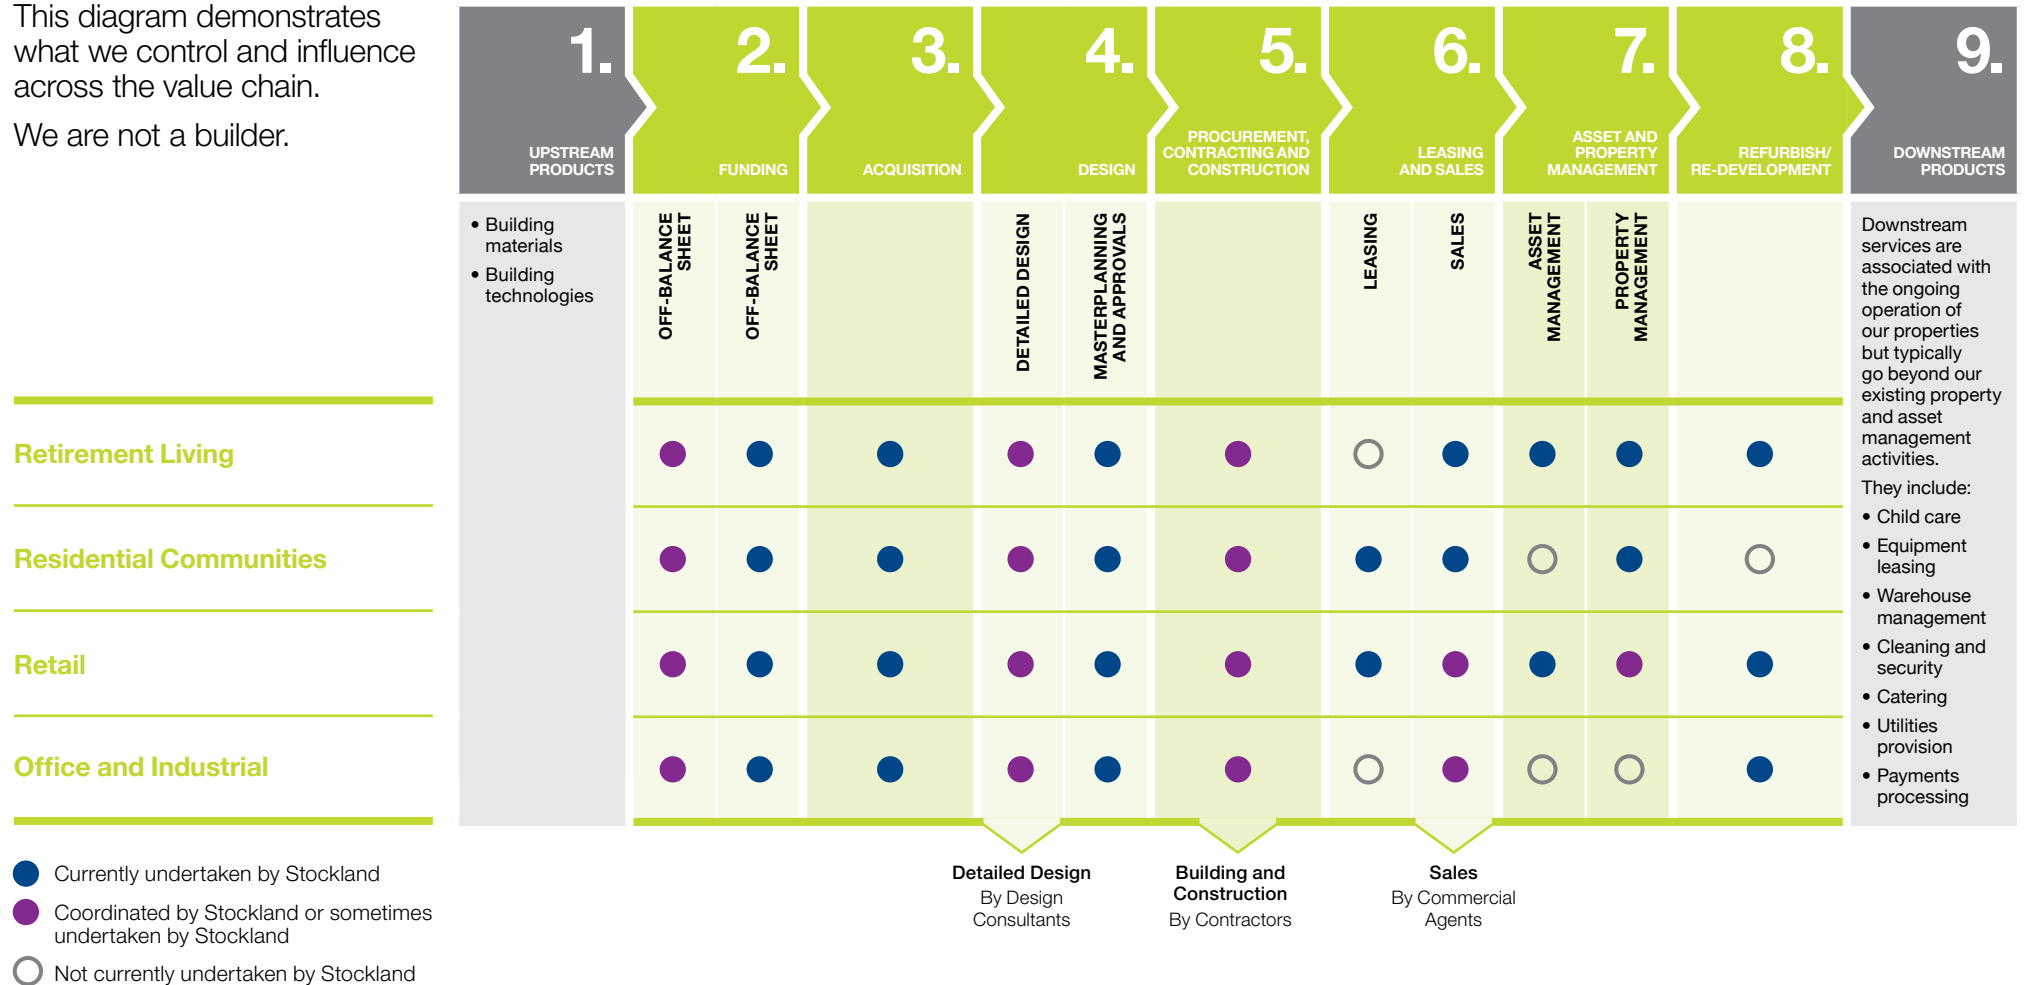 This diagram demonstrates
what we control and influence
across the value chain.
We are not a builder.
1.
UPSTREAM
PRODUCTS
2.
FUNDING
3.
ACQUISITION
4.
DESIGN
5.
PROCUREMENT,
CONTRACTING AND
CONSTRUCTION
6.
LEASING
AND SALES
7.
ASSET AND
PROPERTY
MANAGEMENT
8.
REFURBISH/
RE-DEVELOPMENT
9.
DOWNSTREAM
PRODUCTS
• Building
materials
• Building
technologies
OFF-BALANCE
SHEET
OFF-BALANCE
SHEET
DETAILED DESIGN
MASTERPLANNING
AND APPROVALS
LEASING
SALES
ASSET
MANAGEMENT
PROPERTY
MANAGEMENT
Downstream
services are
associated with
the ongoing
operation of
our properties
but typically
go beyond our
existing property
and asset
management
activities.
They include:
• Child care
• Equipment
leasing
• Warehouse
management
• Cleaning and
security
• Catering
• Utilities
provision
• Payments
processing
Retirement Living
Residential Communities
Retail
Office and Industrial
Detailed Design
By Design
Consultants
Building and
Construction
By Contractors
Sales
By Commercial
Agents
Currently undertaken by Stockland
Coordinated by Stockland or sometimes
undertaken by Stockland
Not currently undertaken by Stockland